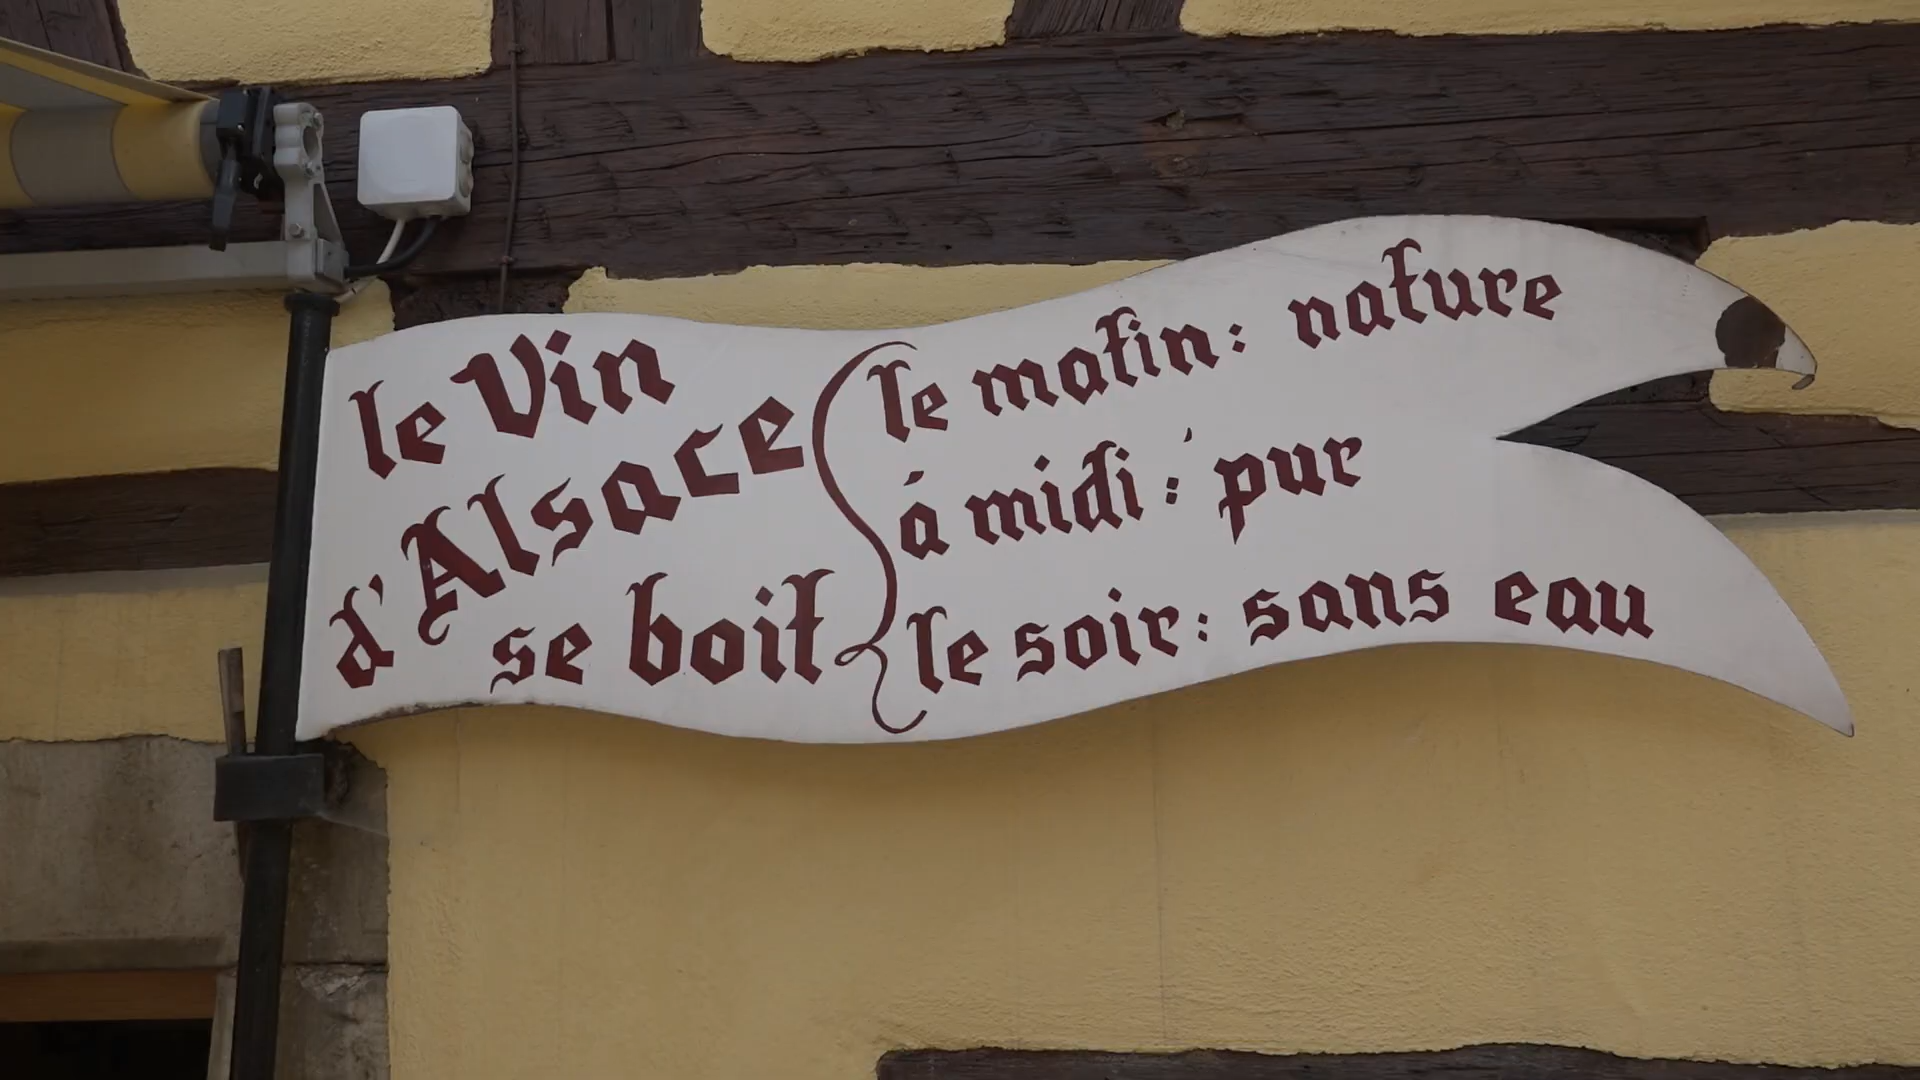 le Vin
d'Alsace
se boit
le matin: nature
à midi: pur
le soir: sans eau